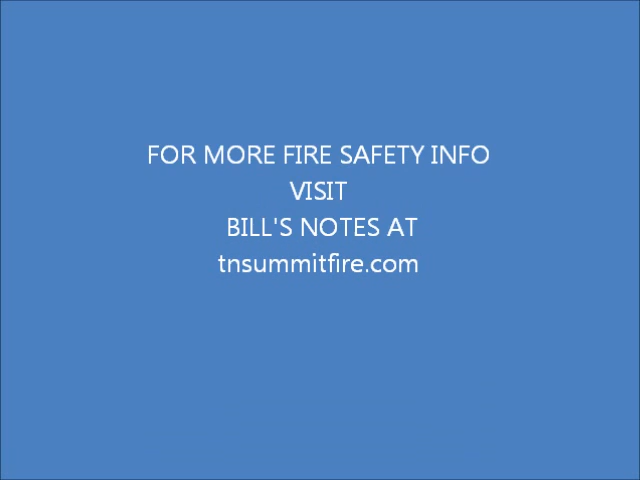 FOR MORE FIRE SAFETY INFO
VISIT
BILL'S NOTES AT
tnsummitfire.com